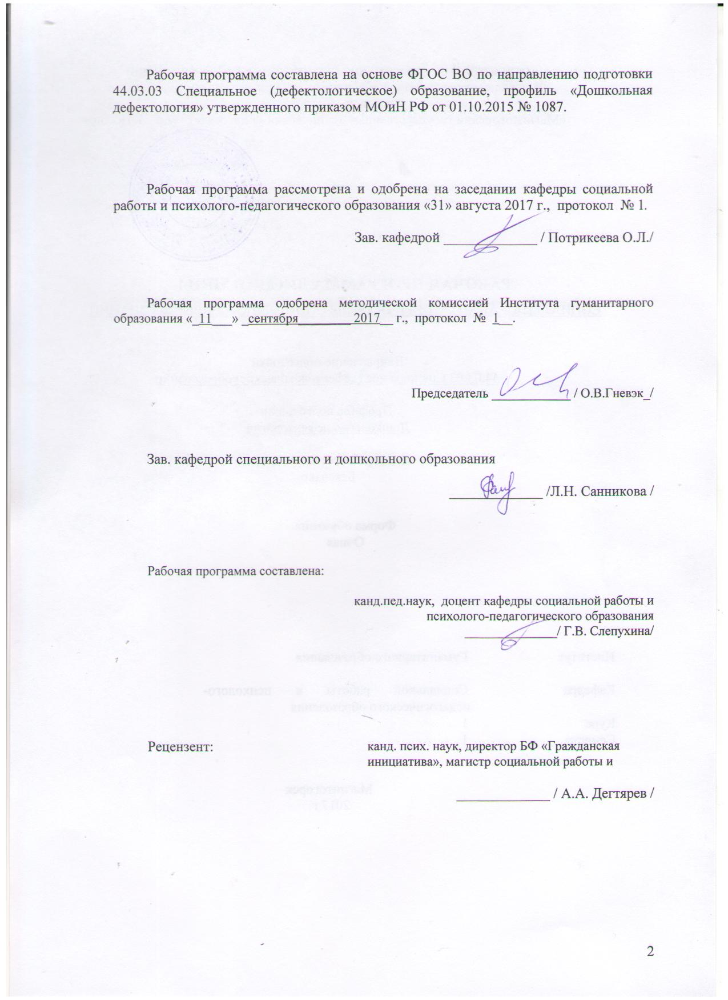 Рабочая программа составлена на основе ФГОС ВО по направлению подготовки
44.03.03 Специальное (дефектологическое) образование, профиль «Дошкольная
дефектология» утвержденного приказом МОиН РФ от 01.10.2015 № 1087.
Рабочая программа рассмотрена и одобрена на заседании кафедры социальной
работы и психолого-педагогического образования «31» августа 2017 г., протокол № 1.
Зав. кафедрой _____________ / Потрикеева О.Л./
Рабочая программа одобрена методической комиссией Института гуманитарного
образования «_11___» _сентября________ 2017__ г., протокол № 1__.
Председатель ____________ / О.В.Гневэк_/
Зав. кафедрой специального и дошкольного образования
_____________ /Л.Н. Санникова /
Рабочая программа составлена:
канд.пед.наук, доцент кафедры социальной работы и
психолого-педагогического образования
______________/ Г.В. Слепухина/
Рецензент: канд. псих. наук, директор БФ «Гражданская
инициатива», магистр социальной работы и
_____________ / А.А. Дегтярев /
2